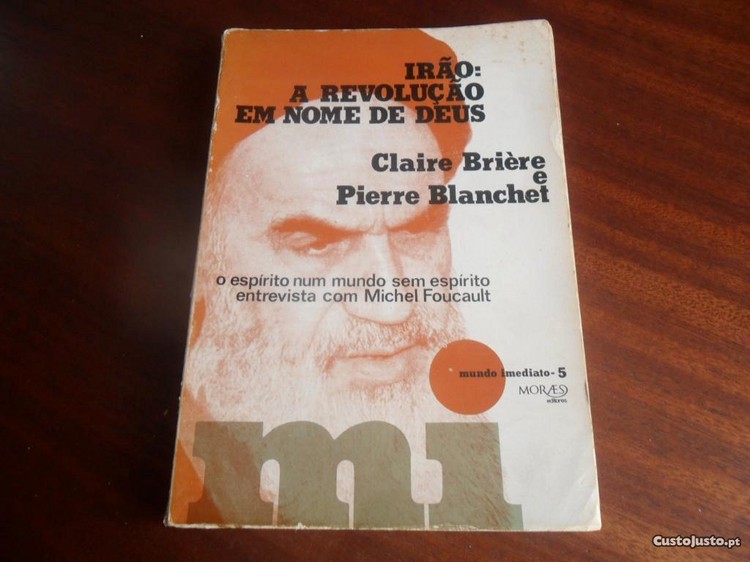 IRÃO:
A REVOLUÇÃO
EM NOME DE DEUS
Claire Brière
e
Pierre Blanchet
o espírito num mundo sem espírito
entrevista com Michel Foucault
mundo imediato - 5
MORÆS
editores
mi
CUSTOJUSTO.PT